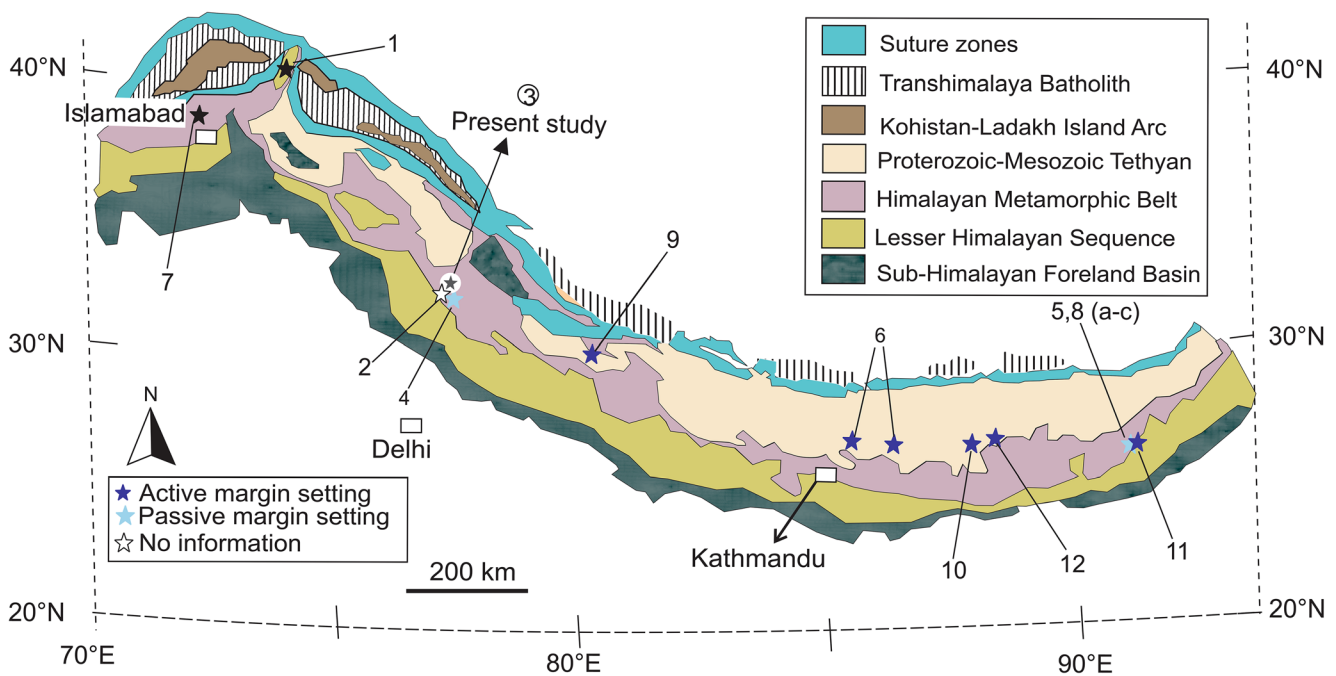 1
40°N
40°N
Islamabad
③
Present study
Suture zones
Transhimalaya Batholith
Kohistan-Ladakh Island Arc
Proterozoic-Mesozoic Tethyan
Himalayan Metamorphic Belt
Lesser Himalayan Sequence
Sub-Himalayan Foreland Basin
7
9
5,8 (a-c)
30°N
30°N
2
6
4
N
Delhi
Active margin setting
Passive margin setting
No information
200 km
Kathmandu
10
12
11
20°N
20°N
70°E
80°E
90°E